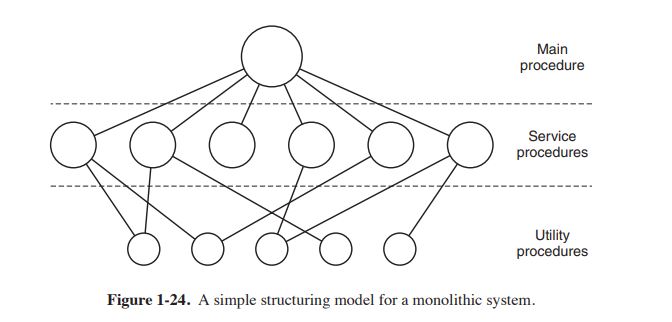 Main
procedure
Service
procedures
Utility
procedures
Figure 1-24. A simple structuring model for a monolithic system.